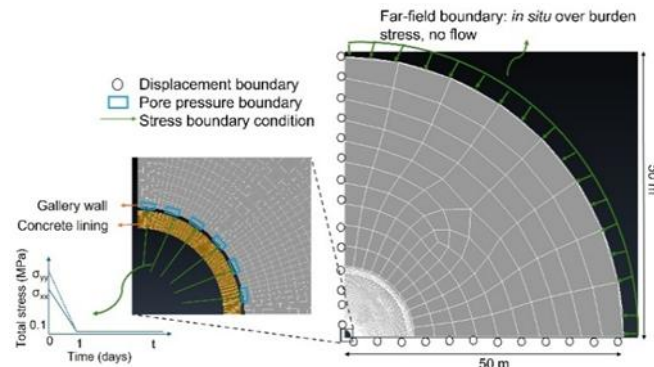 Far-field boundary: in situ over burden
stress, no flow
Displacement boundary
Pore pressure boundary
Stress boundary condition
Gallery wall
Concrete lining
Total stress (MPa)
σyy
σxx
0.1
0
1
t
Time (days)
50 m
50 m